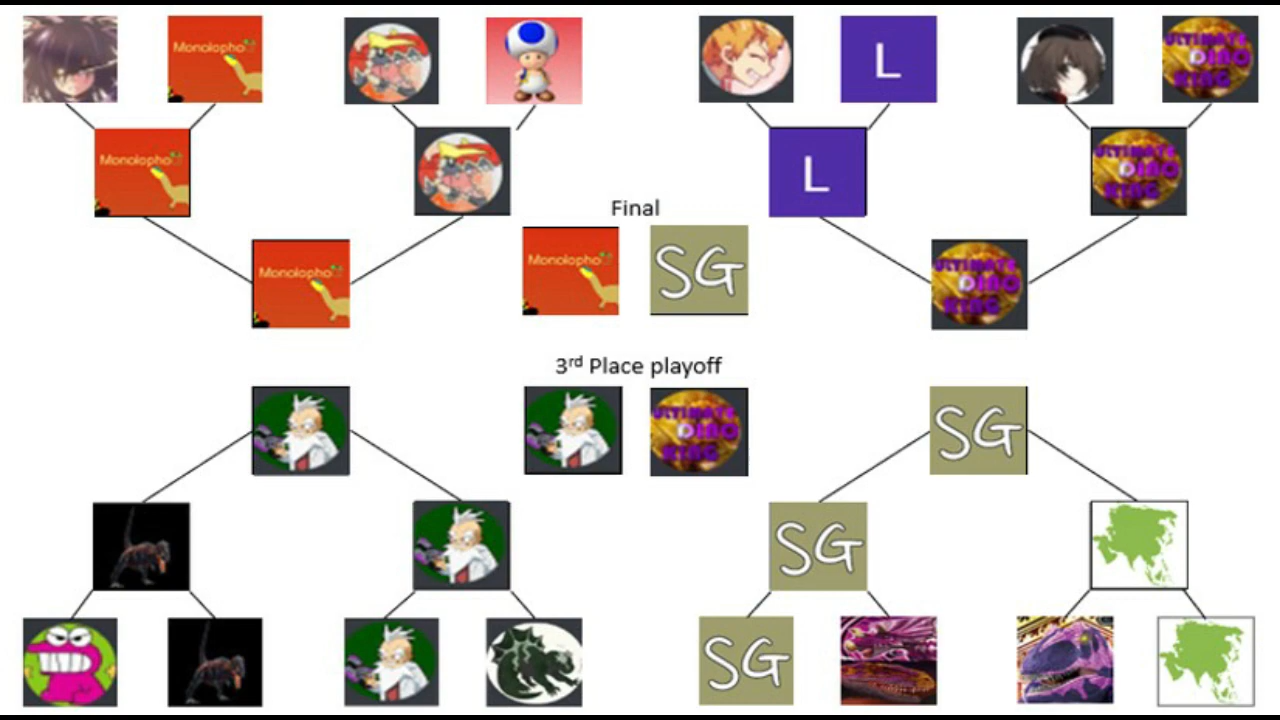 Monolopho
ULTIMATE
DINO
KING
L
Monolopho
L
ULTIMATE
DINO
KING
Final
Monolopho
Monolopho
SG
ULTIMATE
DINO
KING
3rd Place playoff
ULTIMATE
DINO
KING
SG
SG
SG